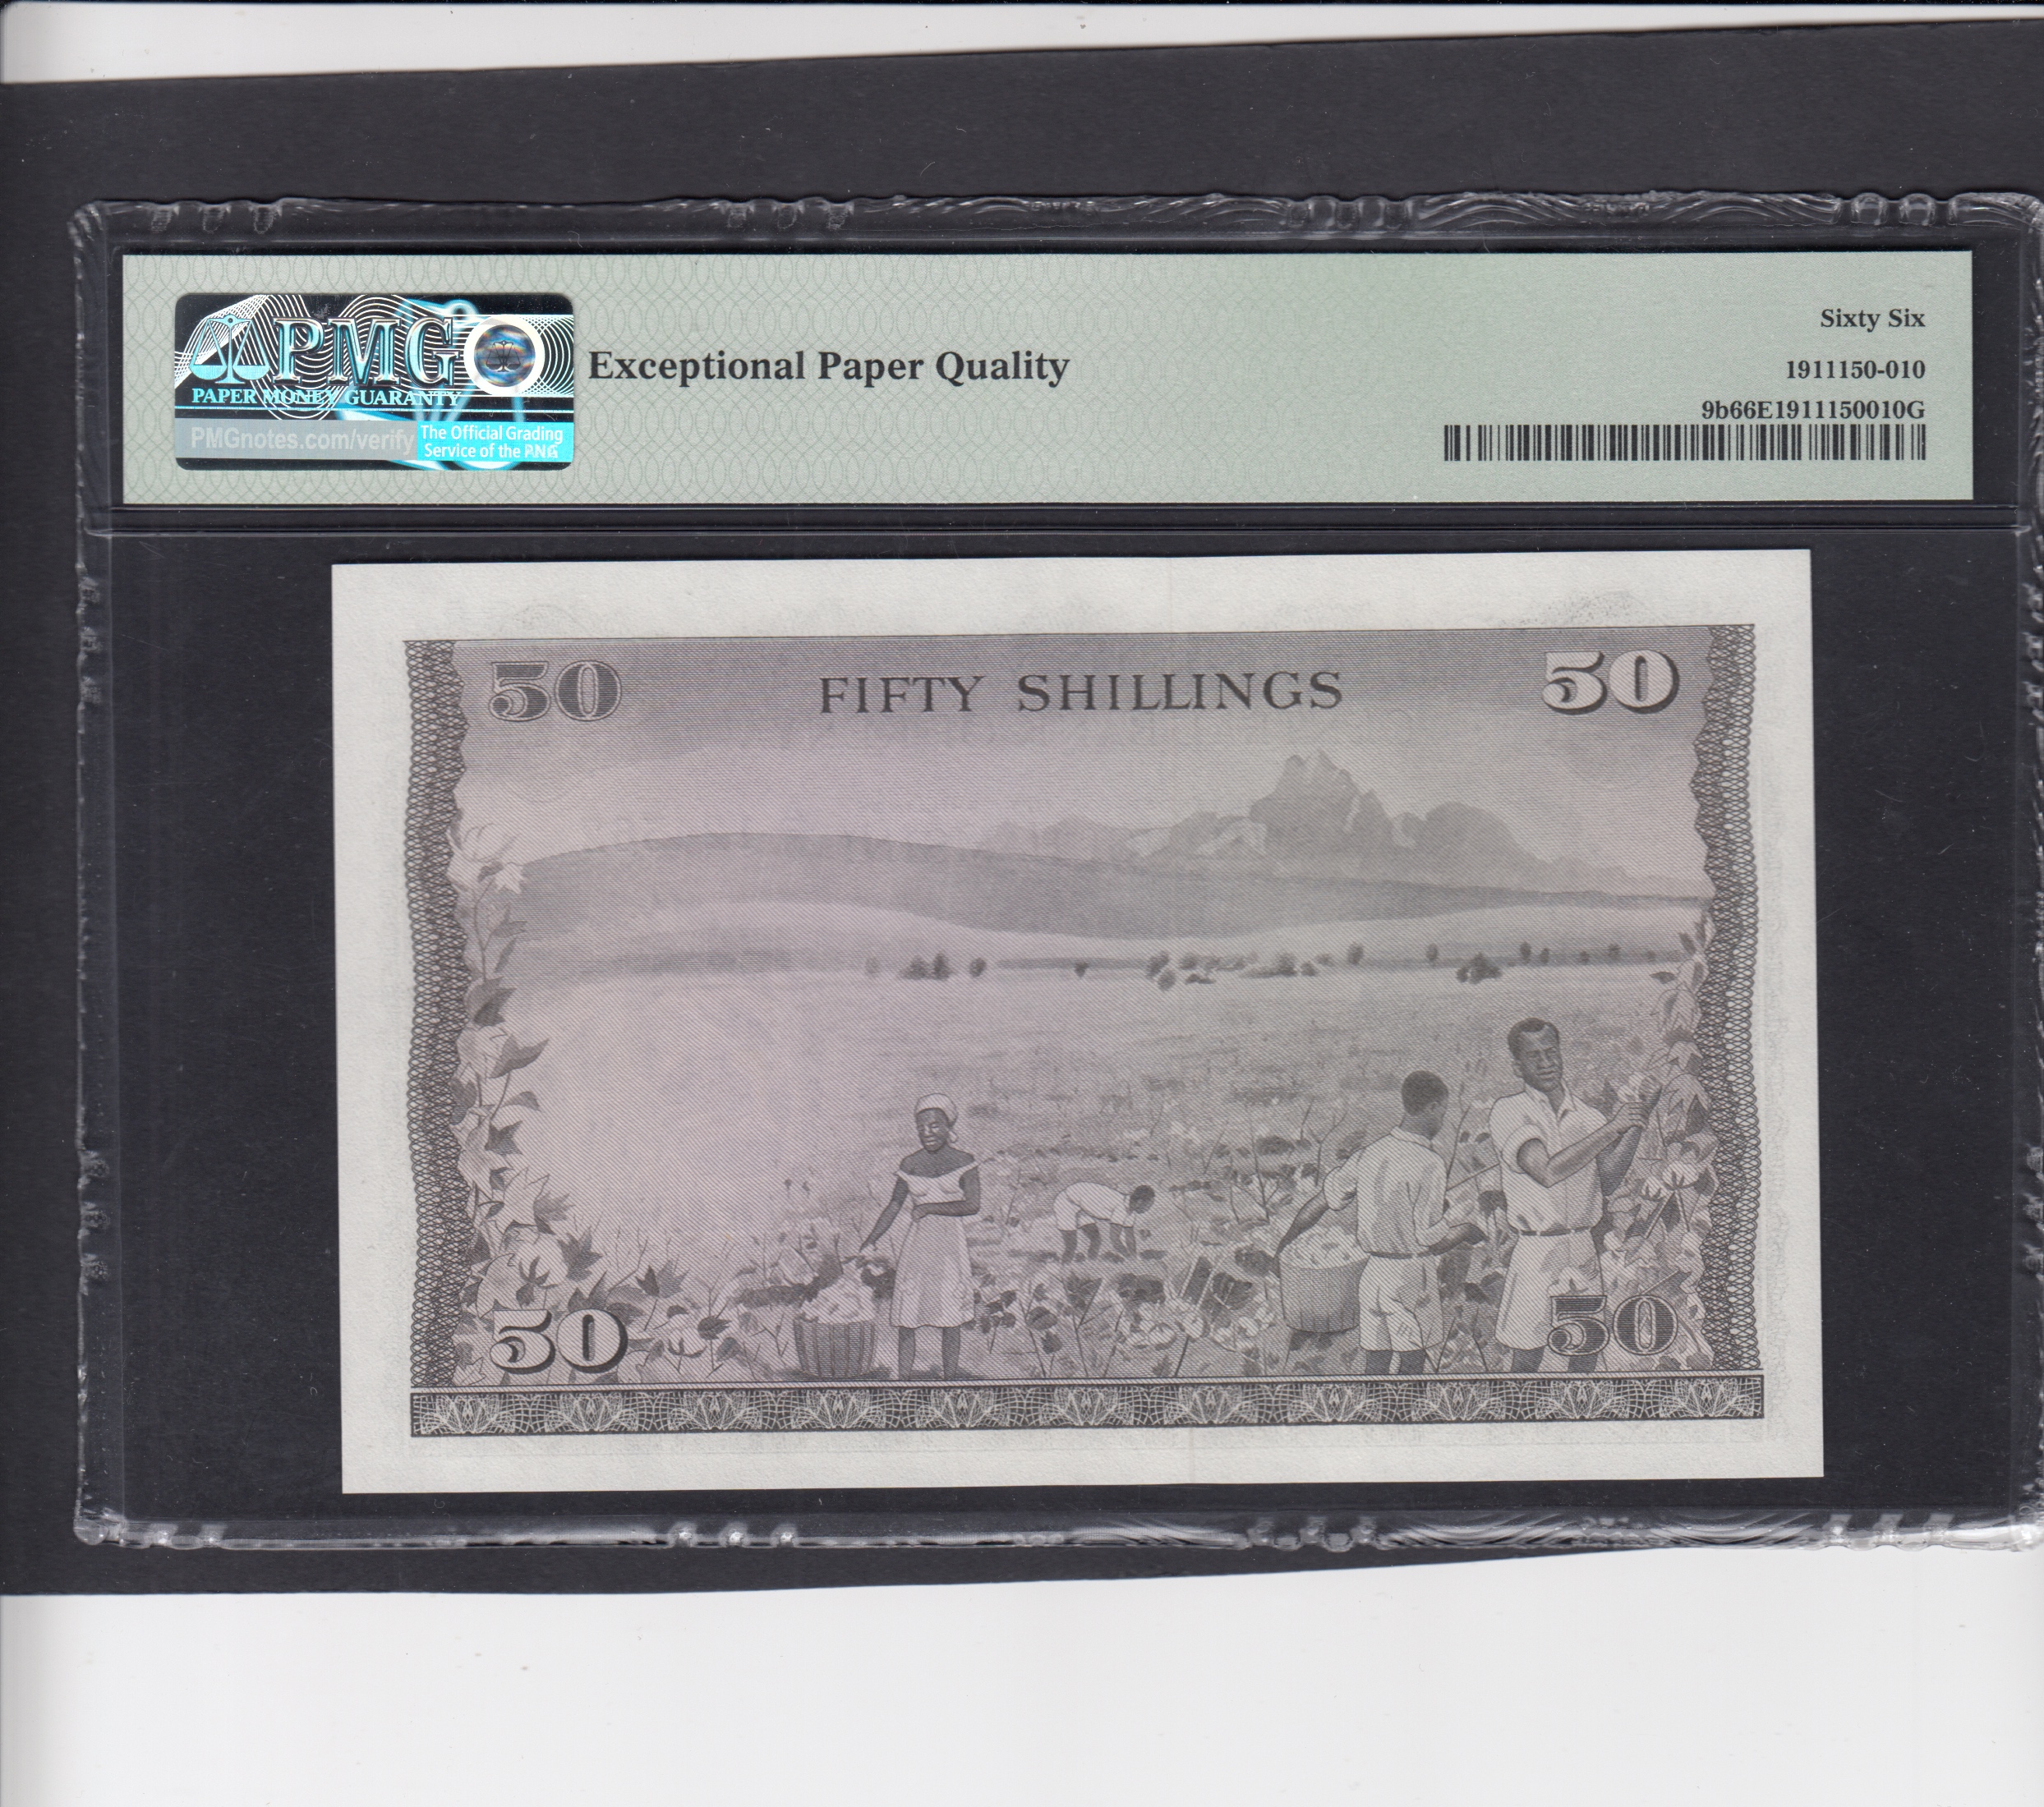 PMG
PAPER MONEY GUARANTY
PMGnotes.com/verify
The Official Grading
Service of the PNG
Exceptional Paper Quality
Sixty Six
1911150-010
9b66E1911150010G
50 FIFTY SHILLINGS 50
50 50